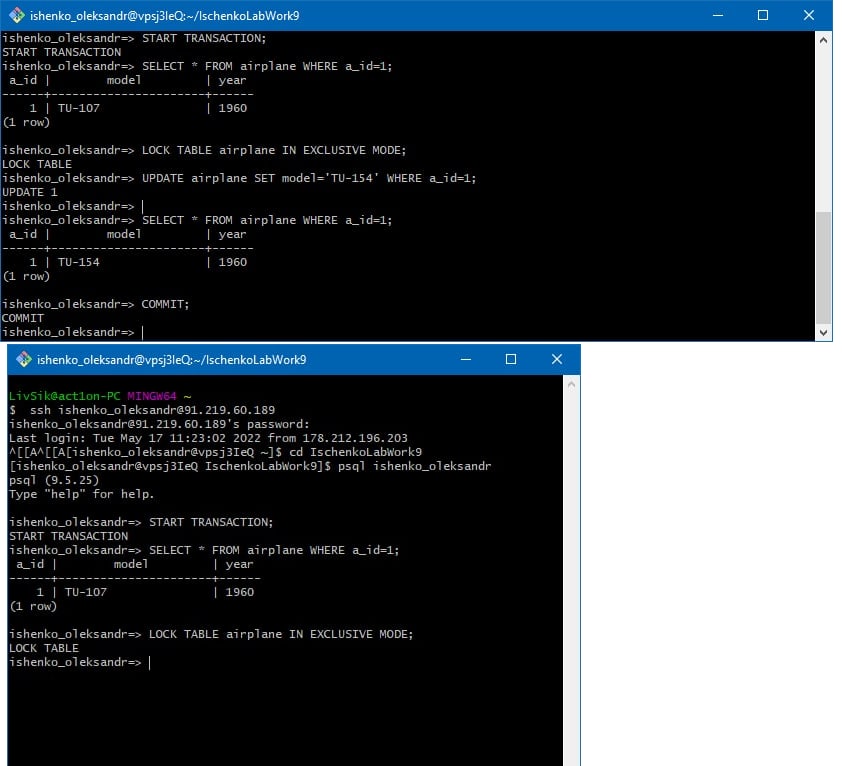 ishenko_oleksandr@vpsj3IeQ:~/IschenkoLabWork9
ishenko_oleksandr=> START TRANSACTION;
START TRANSACTION
ishenko_oleksandr=> SELECT * FROM airplane WHERE a_id=1;
 a_id |        model         | year
------+----------------------+------
    1 | TU-107               | 1960
(1 row)
ishenko_oleksandr=> LOCK TABLE airplane IN EXCLUSIVE MODE;
LOCK TABLE
ishenko_oleksandr=> UPDATE airplane SET model='TU-154' WHERE a_id=1;
UPDATE 1
ishenko_oleksandr=>
ishenko_oleksandr=> SELECT * FROM airplane WHERE a_id=1;
 a_id |        model         | year
------+----------------------+------
    1 | TU-154               | 1960
(1 row)
ishenko_oleksandr=> COMMIT;
COMMIT
ishenko_oleksandr=>
ishenko_oleksandr@vpsj3IeQ:~/IschenkoLabWork9
LivSik@act1on-PC MINGW64 ~
$  ssh ishenko_oleksandr@91.219.60.189
ishenko_oleksandr@91.219.60.189's password:
Last login: Tue May 17 11:23:02 2022 from 178.212.196.203
^[[A^[[A[ishenko_oleksandr@vpsj3IeQ ~]$ cd IschenkoLabWork9
[ishenko_oleksandr@vpsj3IeQ IschenkoLabWork9]$ psql ishenko_oleksandr
psql (9.5.25)
Type "help" for help.
ishenko_oleksandr=> START TRANSACTION;
START TRANSACTION
ishenko_oleksandr=> SELECT * FROM airplane WHERE a_id=1;
 a_id |        model         | year
------+----------------------+------
    1 | TU-107               | 1960
(1 row)
ishenko_oleksandr=> LOCK TABLE airplane IN EXCLUSIVE MODE;
LOCK TABLE
ishenko_oleksandr=>